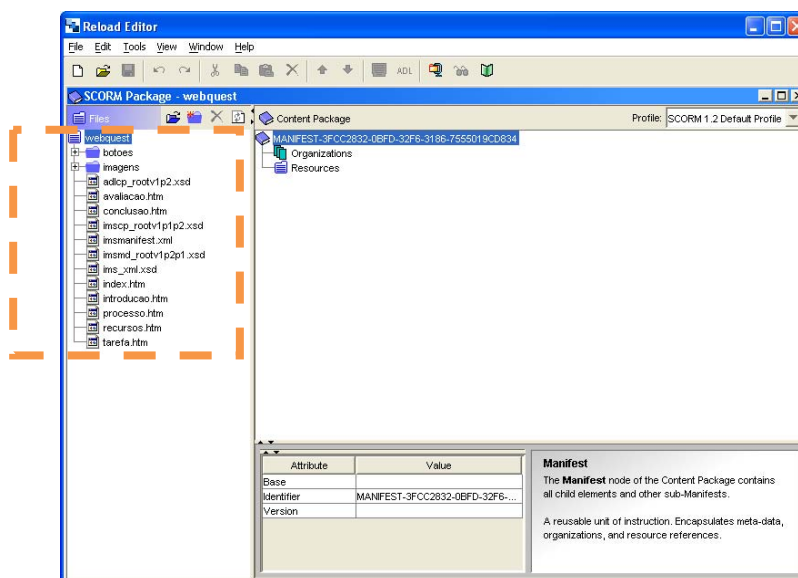 Reload Editor
File Edit Tools View Window Help
ADL
SCORM Package - webquest
Files
Content Package
Profile: SCORM 1.2 Default Profile
webquest
botoes
imagens
adlcp_rootv1p2.xsd
avaliacao.htm
conclusao.htm
imscp_rootv1p1p2.xsd
imsmanifest.xml
imsmd_rootv1p2p1.xsd
ims_xml.xsd
index.htm
introducao.htm
processo.htm
recursos.htm
tarefa.htm
MANIFEST-3FCC2832-0BFD-32F6-3186-7555019CD834
Organizations
Resources
Attribute Value
Base
Identifier MANIFEST-3FCC2832-0BFD-32F6-...
Version
Manifest
The Manifest node of the Content Package contains
all child elements and other sub-Manifests.
A reusable unit of instruction. Encapsulates meta-data,
organizations, and resource references.